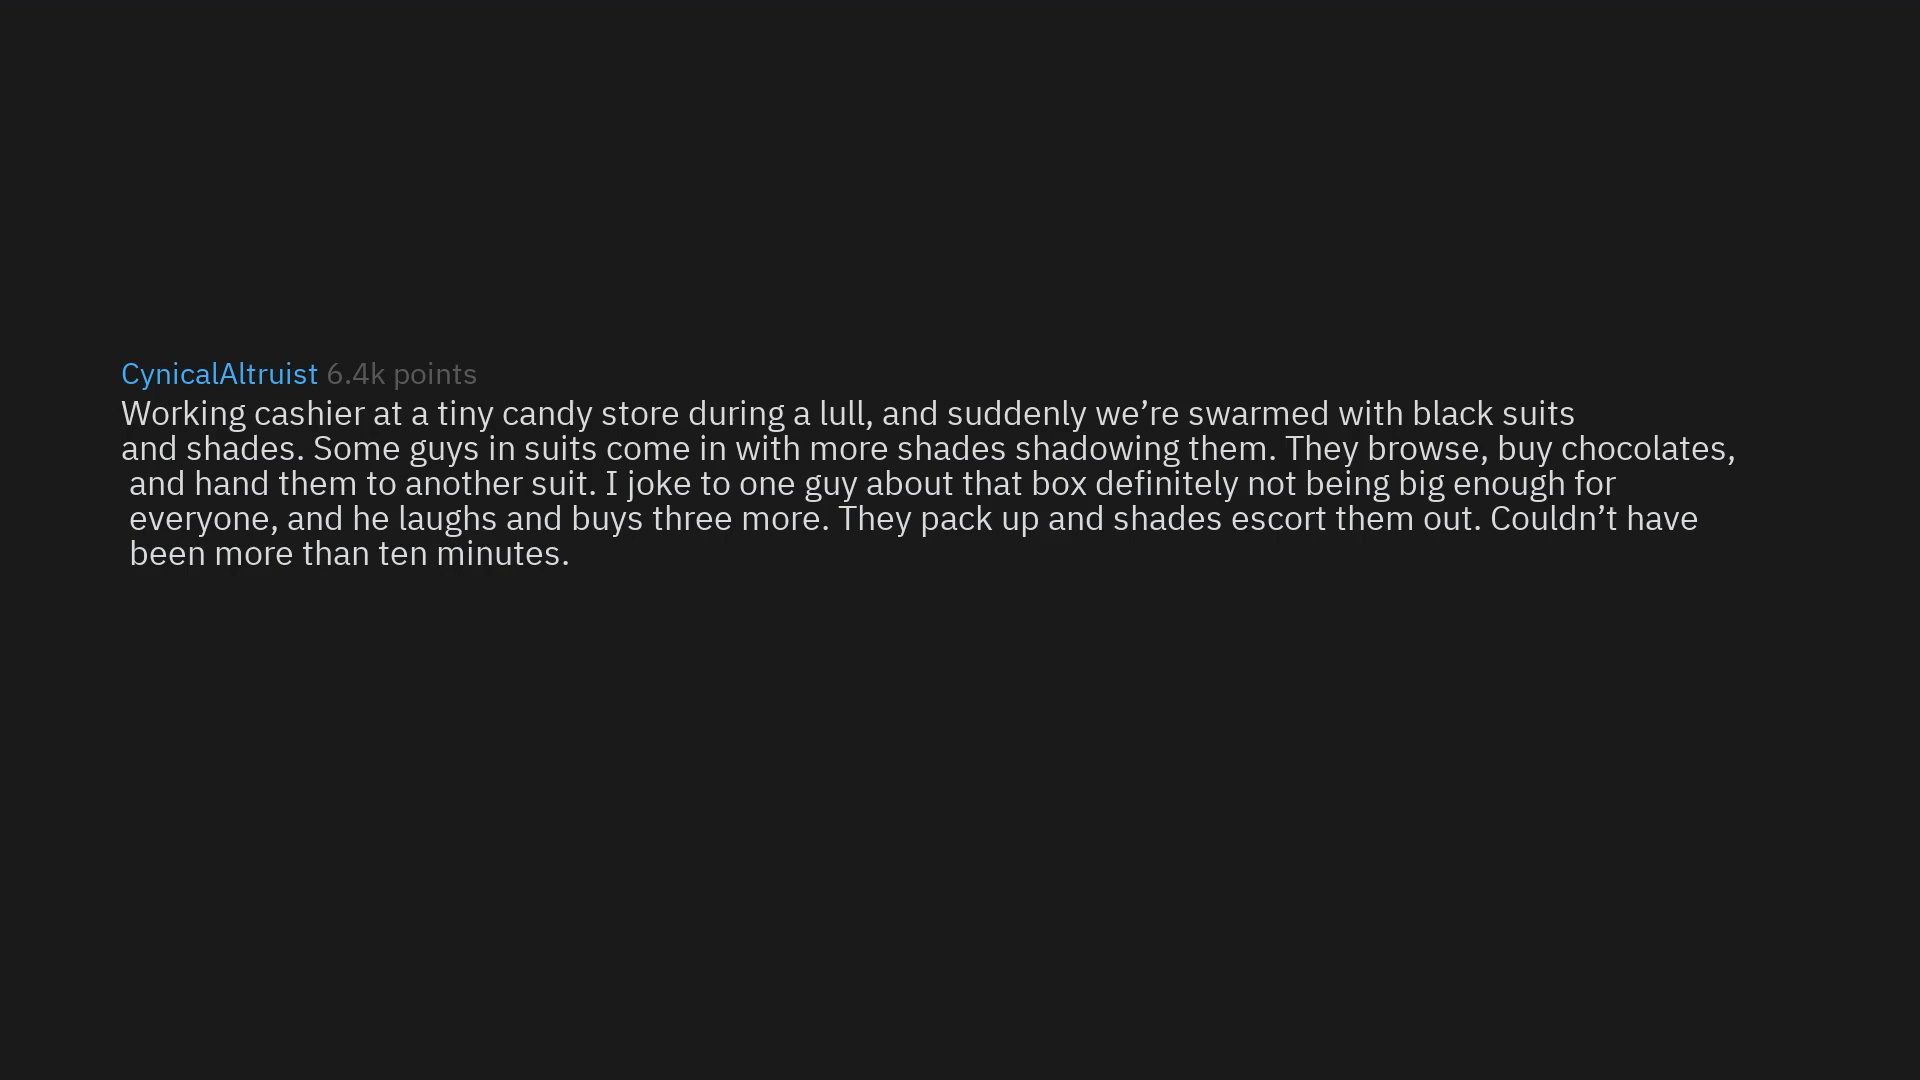 CynicalAltruist 6.4k points
Working cashier at a tiny candy store during a lull, and suddenly we’re swarmed with black suits
and shades. Some guys in suits come in with more shades shadowing them. They browse, buy chocolates,
and hand them to another suit. I joke to one guy about that box definitely not being big enough for
everyone, and he laughs and buys three more. They pack up and shades escort them out. Couldn’t have
been more than ten minutes.